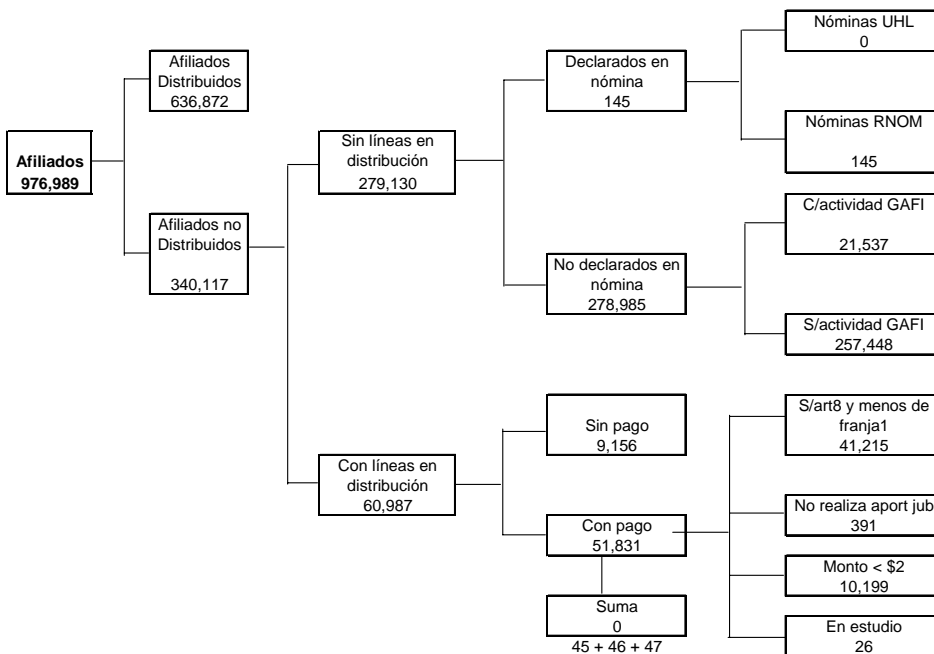 Afiliados
976,989
Afiliados
Distribuidos
636,872
Afiliados no
Distribuidos
340,117
Sin líneas en
distribución
279,130
Con líneas en
distribución
60,987
Declarados en
nómina
145
No declarados en
nómina
278,985
Sin pago
9,156
Con pago
51,831
Suma
0
45 + 46 + 47
Nóminas UHL
0
Nóminas RNOM
145
C/actividad GAFI
21,537
S/actividad GAFI
257,448
S/art8 y menos de
franja1
41,215
No realiza aport jub
391
Monto < $2
10,199
En estudio
26